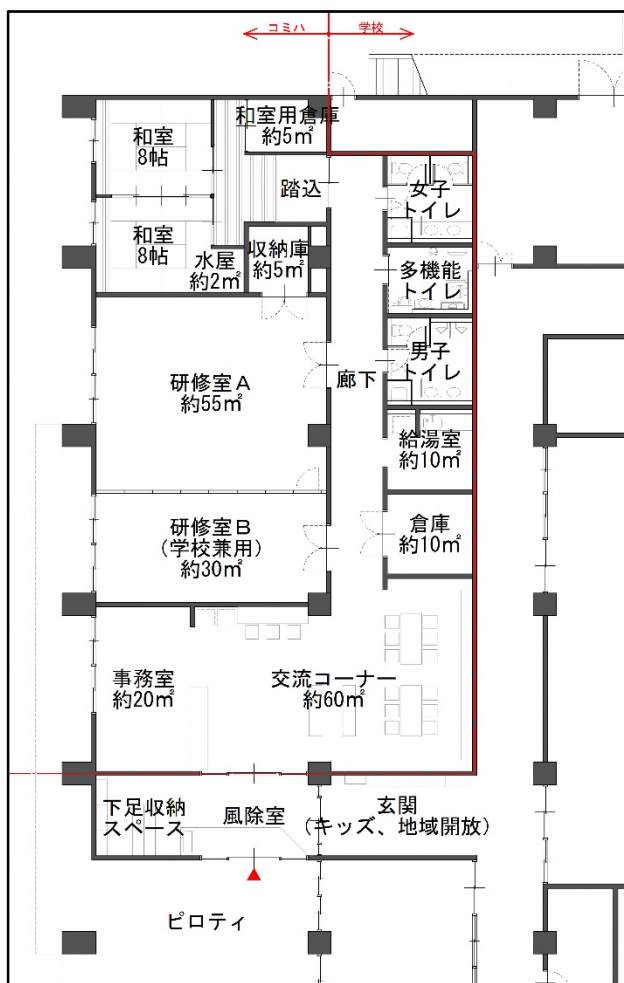 コミハ 学校
和室用倉庫
約5㎡
和室
8帖
踏込
女子
トイレ
和室
8帖
水屋
約2㎡
収納庫
約5㎡
多機能
トイレ
男子
トイレ
廊下
研修室A
約55㎡
給湯室
約10㎡
研修室B
(学校兼用)
約30㎡
倉庫
約10㎡
事務室
約20㎡
交流コーナー
約60㎡
下足収納
スペース
風除室
玄関
(キッズ、地域開放)
ピロティ